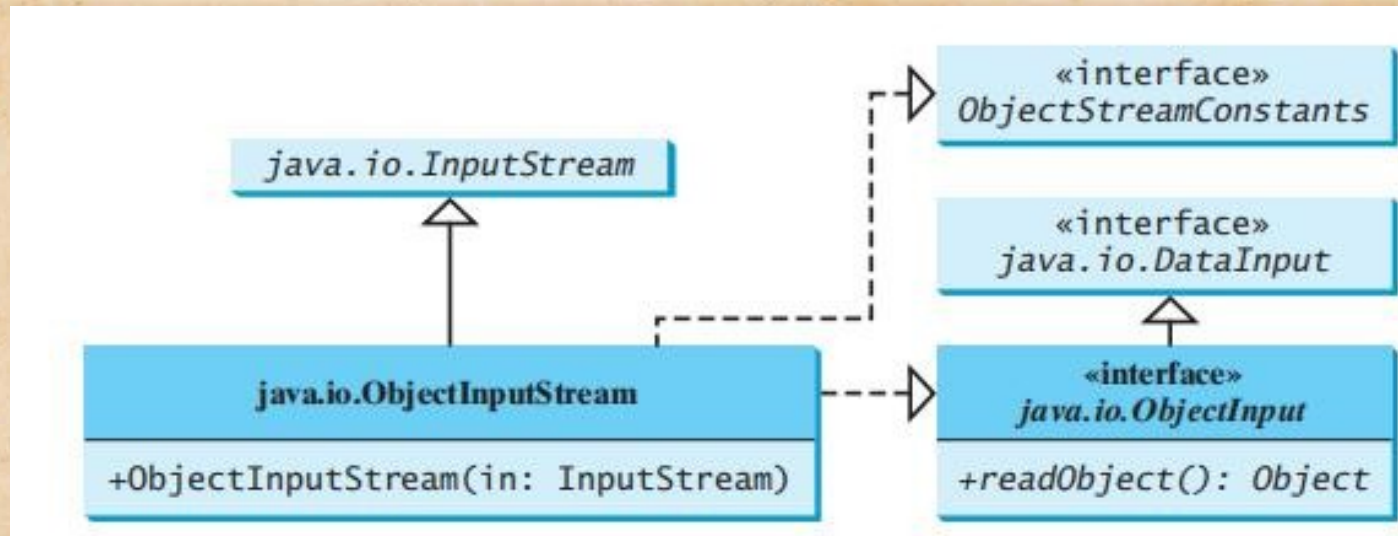 «interface»
ObjectStreamConstants
java.io.InputStream
«interface»
java.io.DataInput
java.io.ObjectInputStream
+ObjectInputStream(in: InputStream)
«interface»
java.io.ObjectInput
+readObject(): Object